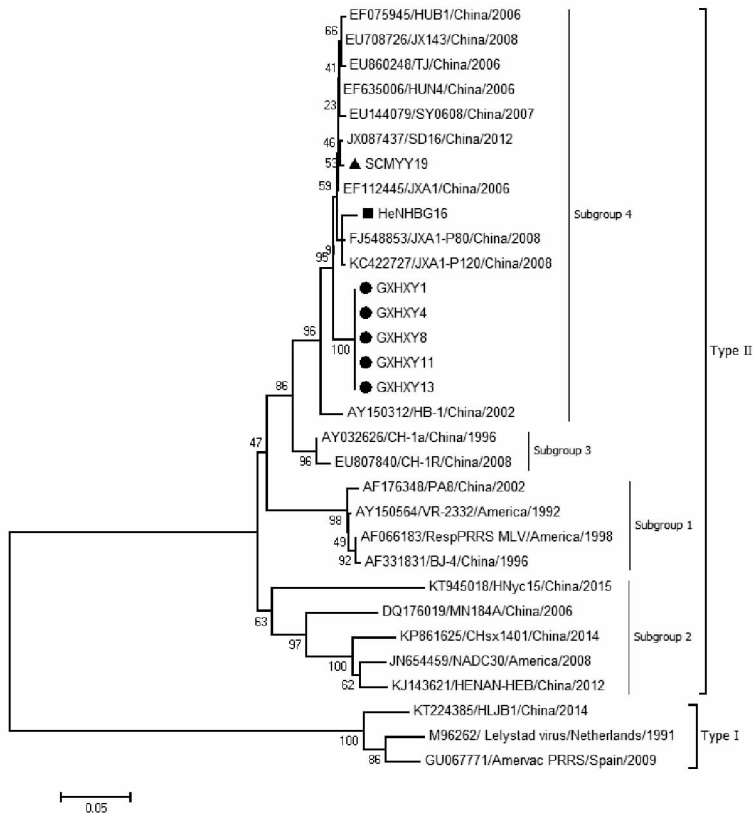 EF075945/HUB1/China/2006
66
EU708726/JX143/2008
41
EU860248/TJ/China/2006
EF635006/HUN4/China/2006
23
EU144079/SY0608/China/2007
46
JX087437/SD16/China/2012
53
SCMYY19
59
EF112445/JXA1/China/2006
HeNHBG16
Subgroup 4
FJ548853/JXA1-P80/China/2008
95
91
KC422727/JXA1-P120/China/2008
GXHXY1
GXHXY4
96
GXHXY8
100
GXHXY11
GXHXY13
Type II
86
AY150312/HB-1/China/2002
AY032626/CH-1a/China/1996
47
Subgroup 3
96
EU807840/CH-1R/China/2008
AF176348/PA8/China/2002
AY150564/VR-2332/America/1992
98
Subgroup 1
AF066183/RespPRRS MLV/America/1998
49
AF331831/BJ-4/China/1996
92
KT945018/HNyc15/China/2015
DQ176019/MN184A/China/2006
63
KP861625/CHsx1401/China/2014
Subgroup 2
97
JN654459/NADC30/America/2008
100
KJ143621/HENAN-HEB/China/2012
62
KT224385/HLJB1/China/2014
M96262/ Lelystad virus/Netherlands/1991
Type I
100
GU067771/Amervac PRRS/Spain/2009
86
0.05